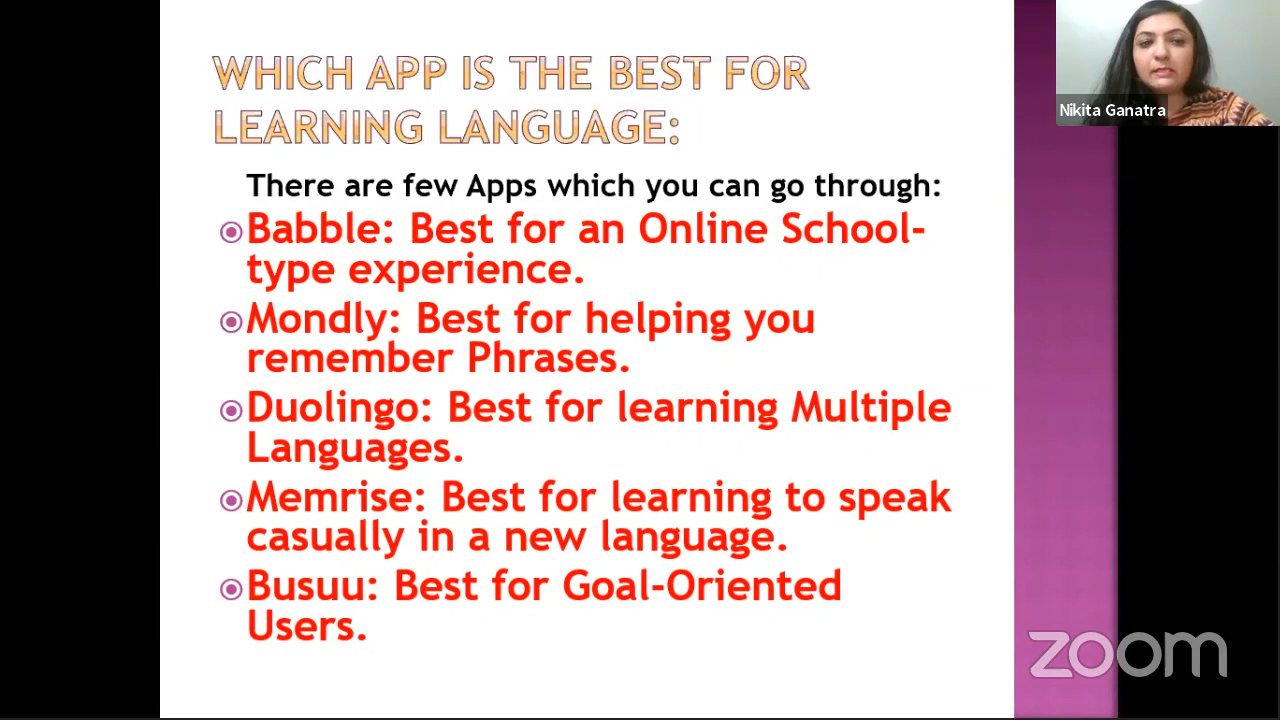 WHICH APP IS THE BEST FOR
LEARNING LANGUAGE:
There are few Apps which you can go through:
Babble: Best for an Online School-
type experience.
Mondly: Best for helping you
remember Phrases.
Duolingo: Best for learning Multiple
Languages.
Memrise: Best for learning to speak
casually in a new language.
Busuu: Best for Goal-Oriented
Users.
Nikita Ganatra
zoom